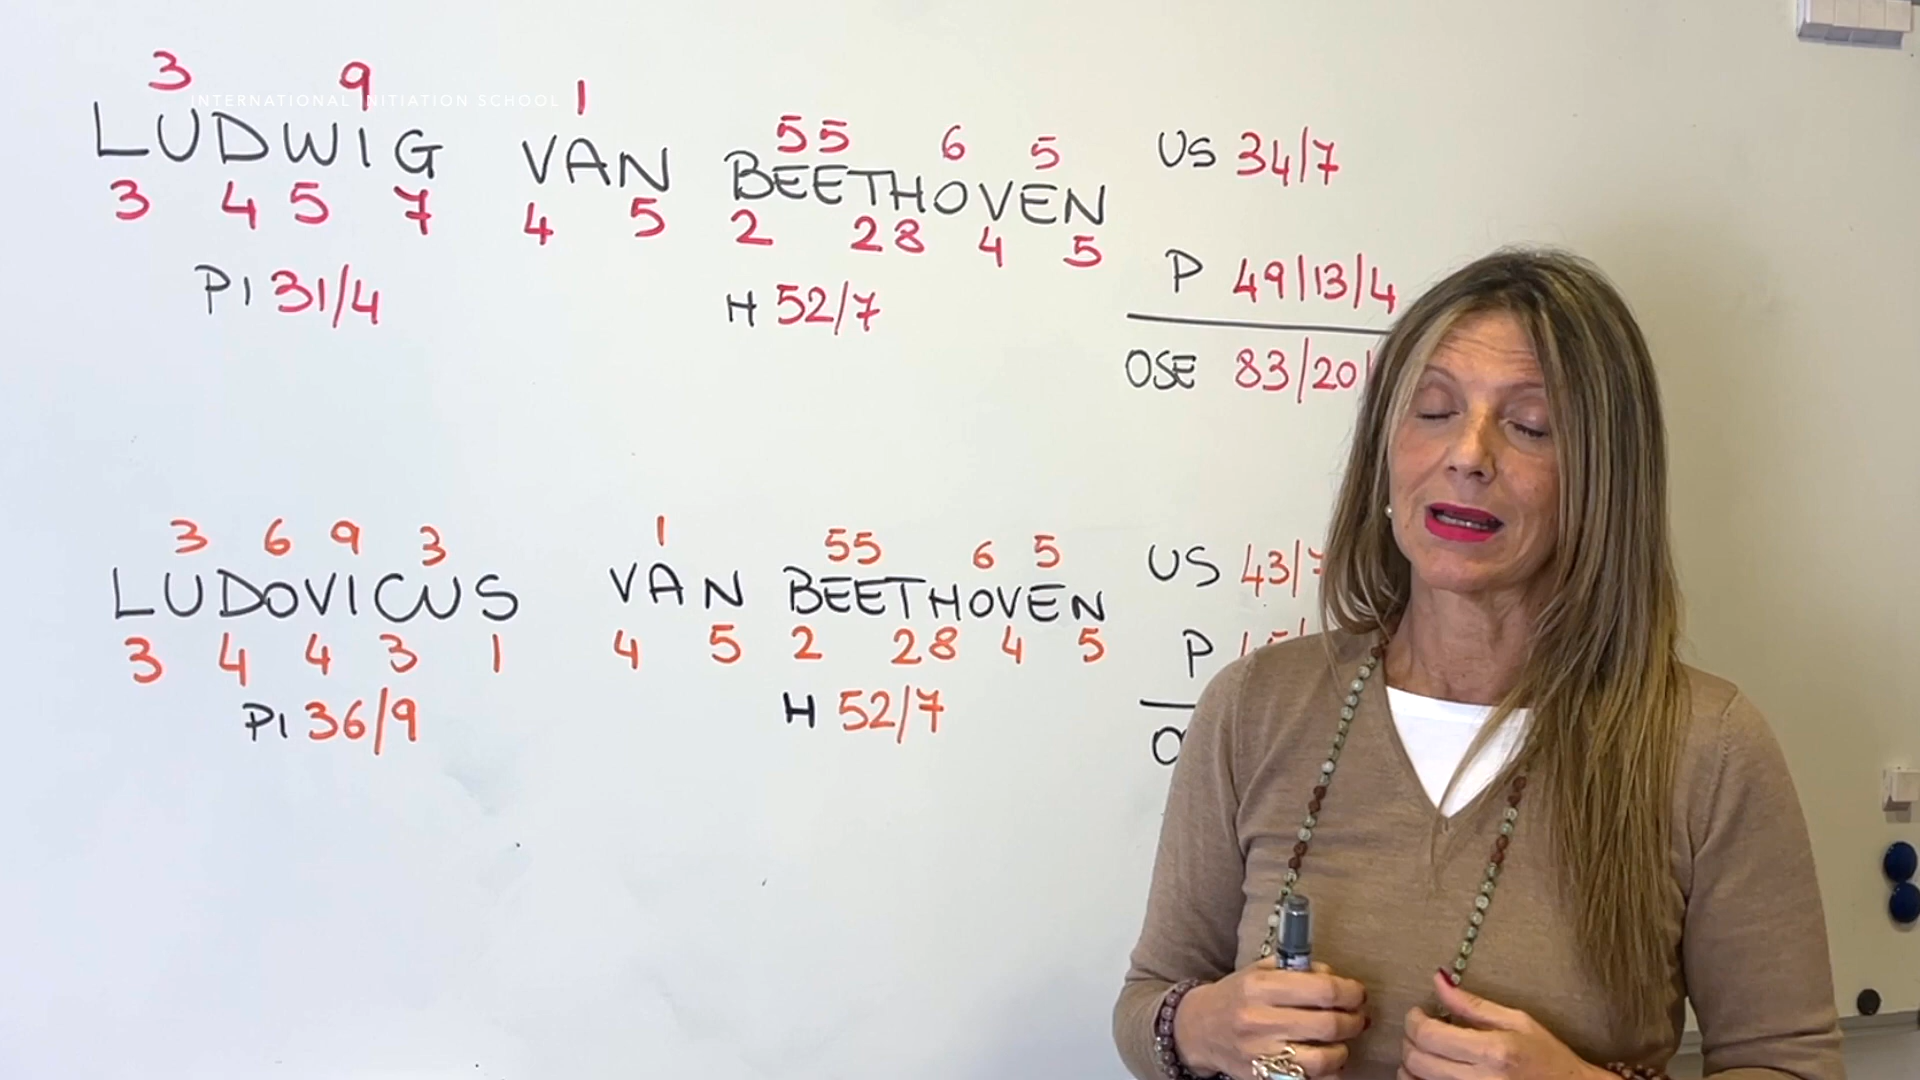 3 9 1
INTERNATIONAL INITIATION SCHOOL
55 6 5
LUDWIG VAN BEETHOVEN US 34/7
3 4 5 7 4 5 2 28 4 5
PI 31/4 H 52/7 P 49/13/4
OSE 83/20
3 6 9 3 1 55 6 5
LUDOVICUS VAN BEETHOVEN US 43/7
3 4 4 3 1 4 5 2 28 4 5 P
PI 36/9 H 52/7